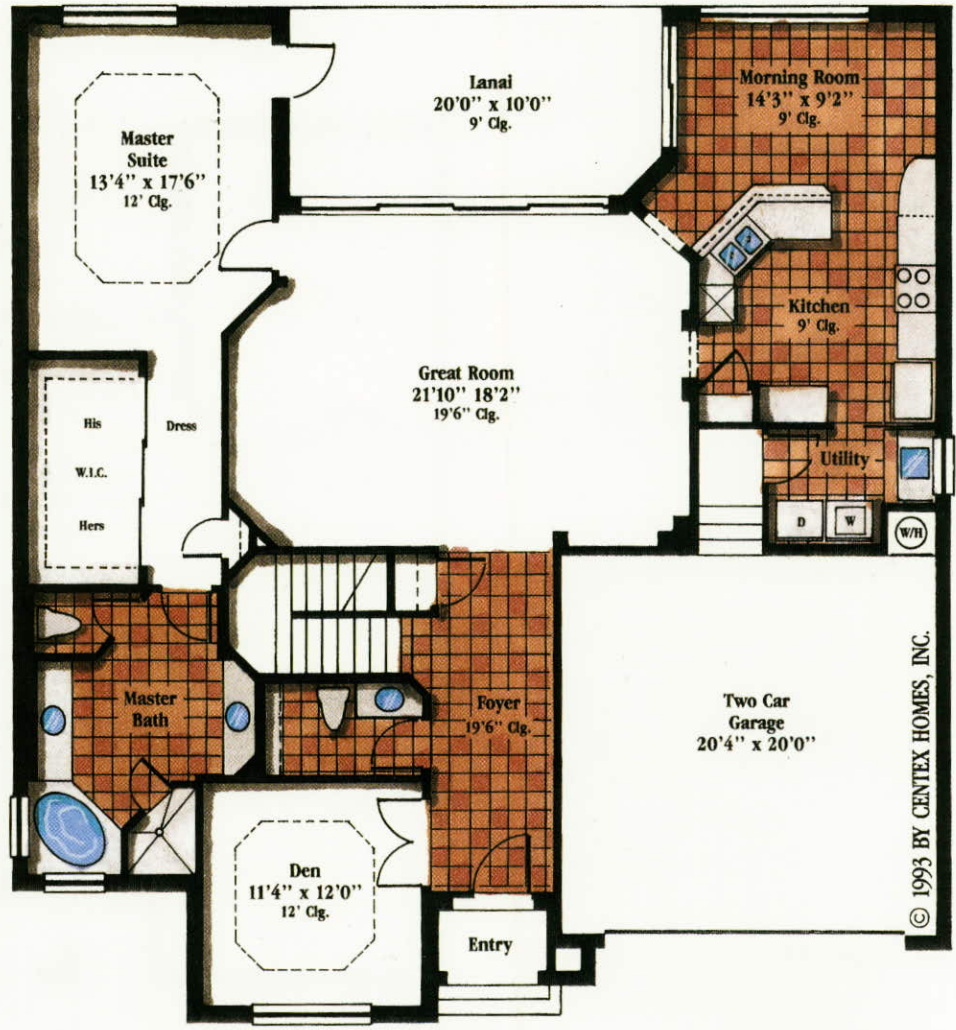 Lanai
20'0'' x 10'0''
9' Clg.
Morning Room
14'3'' x 9'2''
9' Clg.
Master
Suite
13'4'' x 17'6''
12' Clg.
Kitchen
9' Clg.
Great Room
21'10'' 18'2''
19'6'' Clg.
His
W.I.C.
Hers
Dress
Utility
D
W
W/H
Master
Bath
Foyer
19'6'' Clg.
Two Car
Garage
20'4'' x 20'0''
Den
11'4'' x 12'0''
12' Clg.
Entry
© 1993 BY CENTEX HOMES, INC.